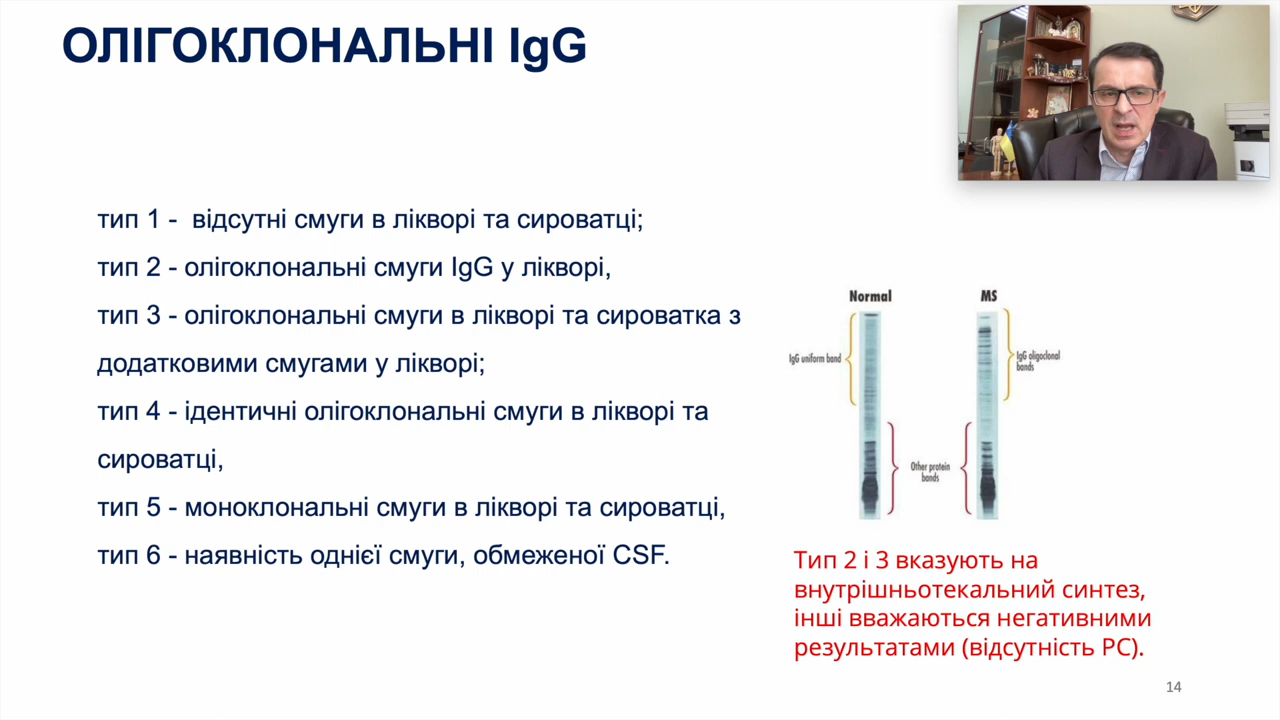 ОЛІГОКЛОНАЛЬНІ IgG
тип 1 - відсутні смуги в лікворі та сироватці;
тип 2 - олігоклональні смуги IgG у лікворі,
тип 3 - олігоклональні смуги в лікворі та сироватка з
додатковими смугами у лікворі;
тип 4 - ідентичні олігоклональні смуги в лікворі та
сироватці,
тип 5 - моноклональні смуги в лікворі та сироватці,
тип 6 - наявність однієї смуги, обмеженої CSF.
Normal
MS
IgG uniform band
IgG oligoclonal
bands
Other protein
bands
Тип 2 і 3 вказують на
внутрішньотекальний синтез,
інші вважаються негативними
результатами (відсутність РС).
14